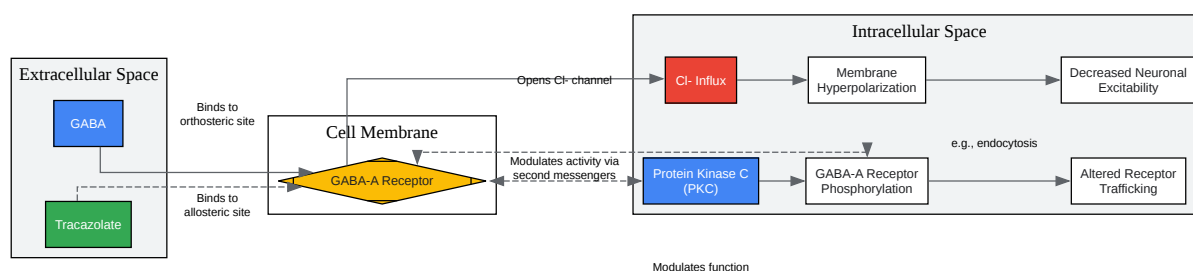 Intracellular Space
Extracellular Space
GABA
Tracazolate
Binds to
orthosteric site
Binds to
allosteric site
Cell Membrane
GABA-A Receptor
Opens Cl- channel
Modulates activity via
second messengers
Cl- Influx
Membrane
Hyperpolarization
Decreased Neuronal
Excitability
Protein Kinase C
(PKC)
GABA-A Receptor
Phosphorylation
e.g., endocytosis
Altered Receptor
Trafficking
Modulates function